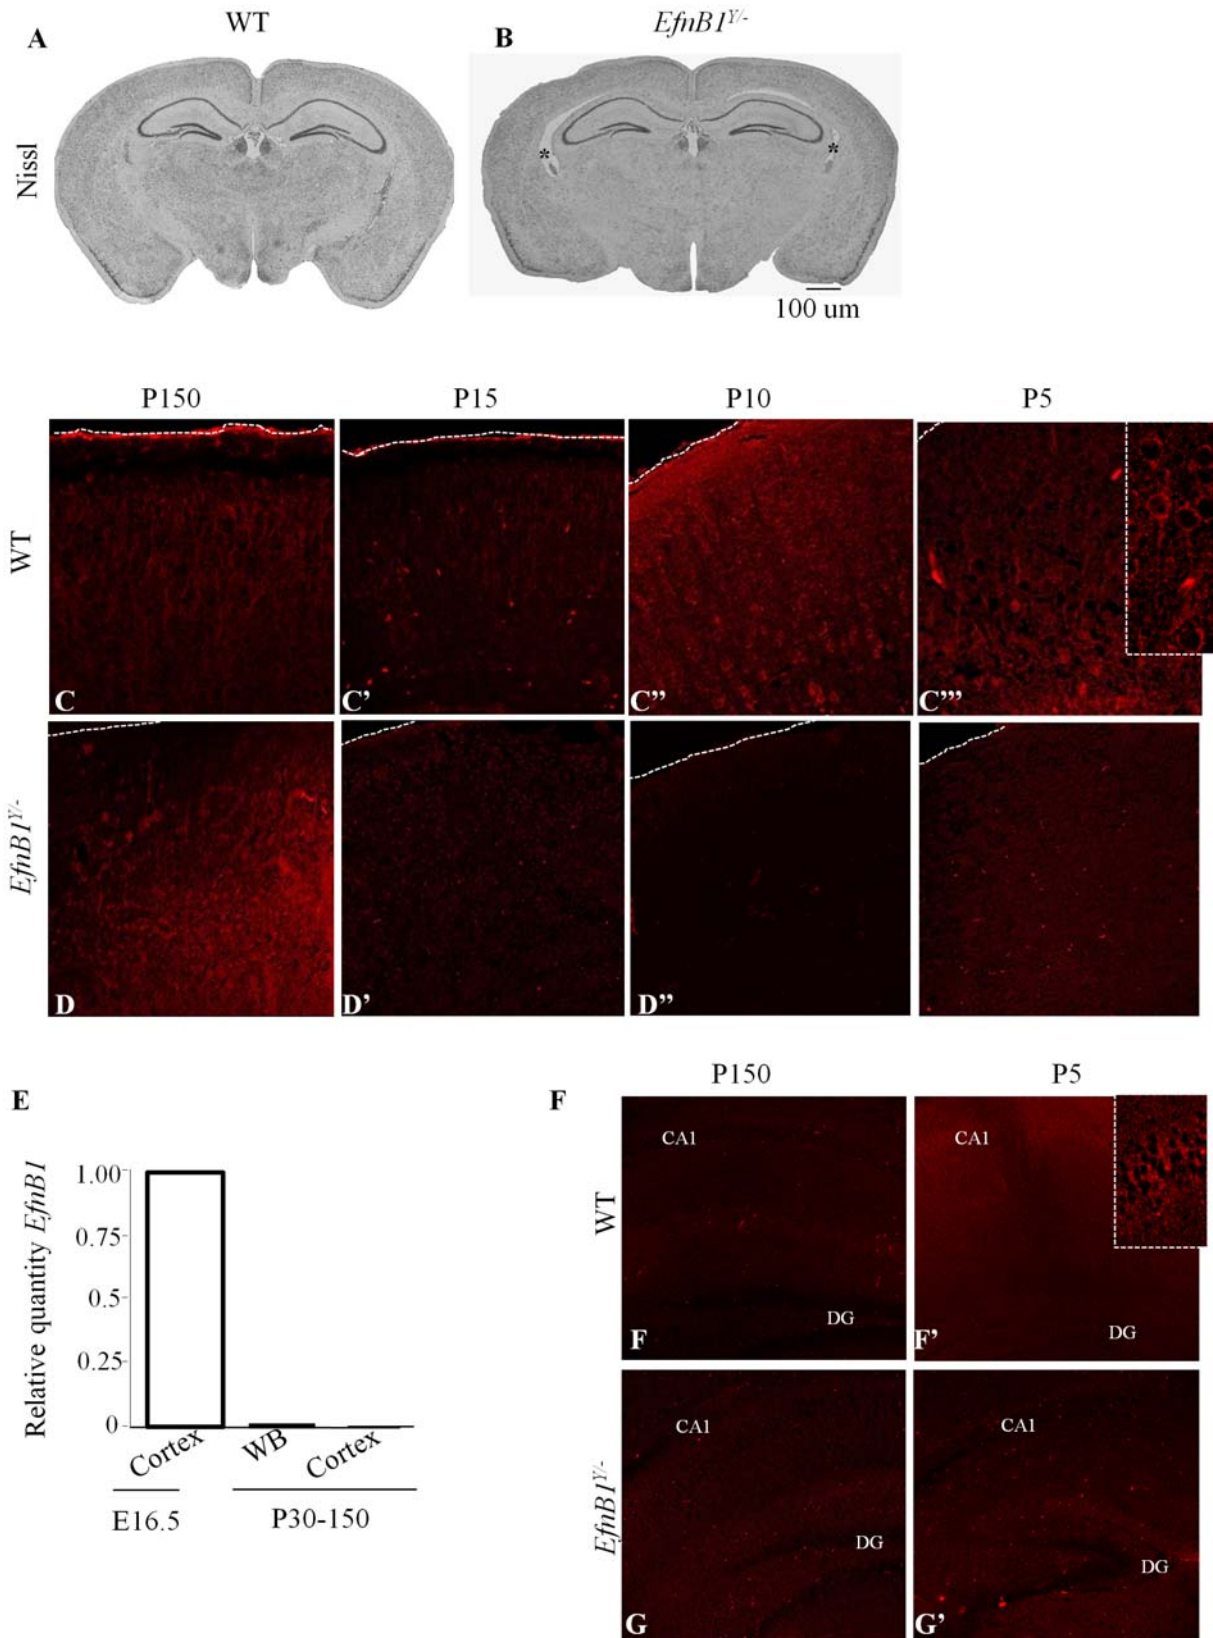 WT
EfnB1Y/-
A
B
Nissl
*
*
100 um
P150
P15
P10
P5
WT
C
C’
C”
C”’
EfnB1Y/-
D
D’
D”
E
F
P150
P5
Relative quantity EfnB1
1.00
0.75
0.5
0.25
0
Cortex
WB
Cortex
E16.5
P30-150
WT
CA1
DG
F
CA1
DG
F’
EfnB1Y/-
CA1
DG
G
CA1
DG
G’